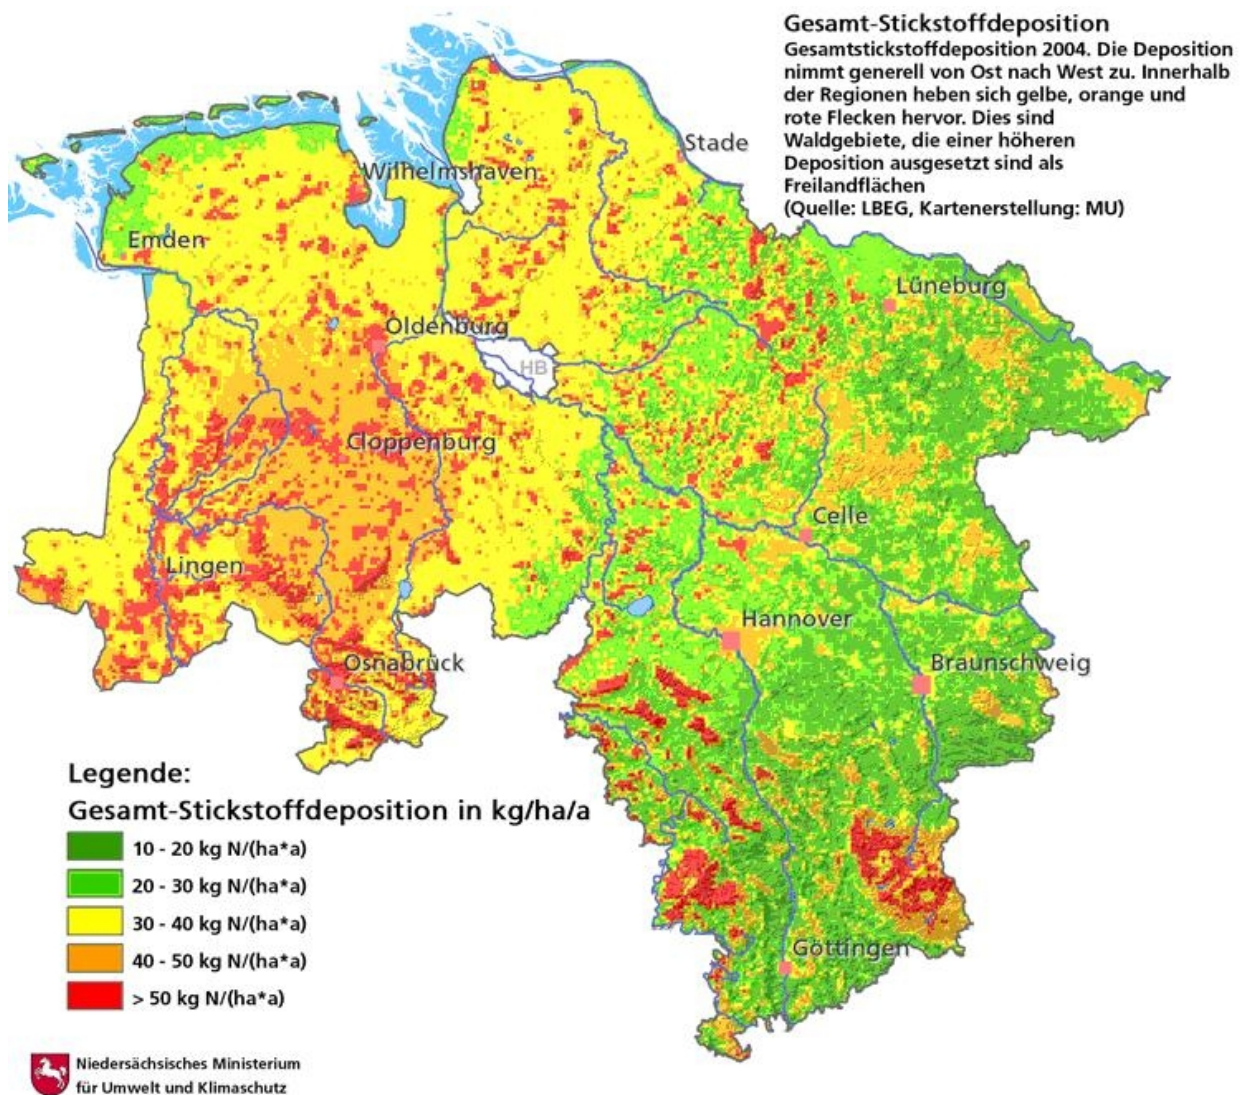 Gesamt-Stickstoffdeposition
Gesamtstickstoffdeposition 2004. Die Deposition
nimmt generell von Ost nach West zu. Innerhalb
der Regionen heben sich gelbe, orange und
rote Flecken hervor. Dies sind
Waldgebiete, die einer höheren
Deposition ausgesetzt sind als
Freilandflächen
(Quelle: LBEG, Kartenerstellung: MU)
Stade
Wilhelmshaven
Emden
Lüneburg
Oldenburg
HB
Cloppenburg
Celle
Lingen
Hannover
Osnabrück
Braunschweig
Göttingen
Legende:
Gesamt-Stickstoffdeposition in kg/ha/a
10 - 20 kg N/(ha*a)
20 - 30 kg N/(ha*a)
30 - 40 kg N/(ha*a)
40 - 50 kg N/(ha*a)
> 50 kg N/(ha*a)
Niedersächsisches Ministerium
für Umwelt und Klimaschutz